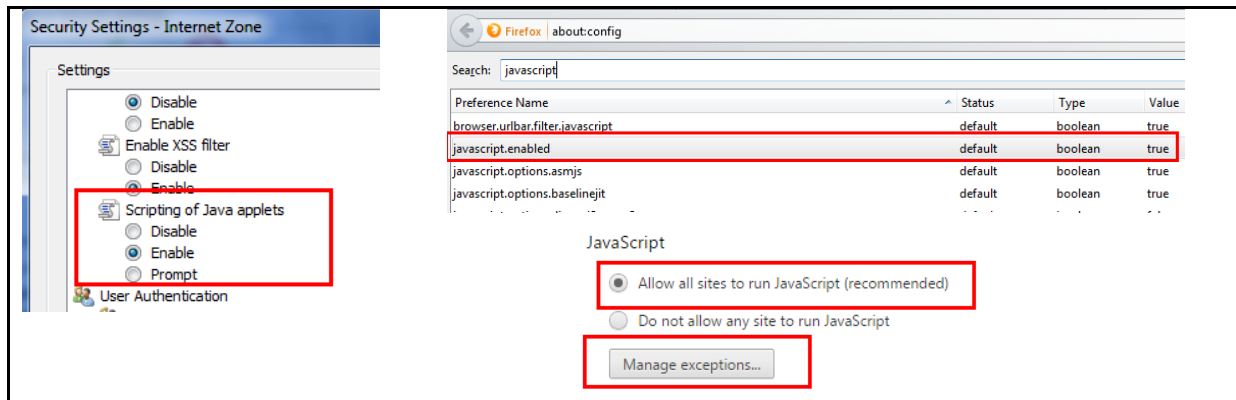 Security Settings - Internet Zone
Settings
Disable
Enable
Enable XSS filter
Disable
Enable
Scripting of Java applets
Disable
Enable
Prompt
User Authentication
Firefox about:config
Search: javascript
Preference Name Status Type Value
browser.urlbar.filter.javascript default boolean true
javascript.enabled default boolean true
javascript.options.asmjs default boolean true
javascript.options.baselinejit default boolean true
JavaScript
Allow all sites to run JavaScript (recommended)
Do not allow any site to run JavaScript
Manage exceptions...